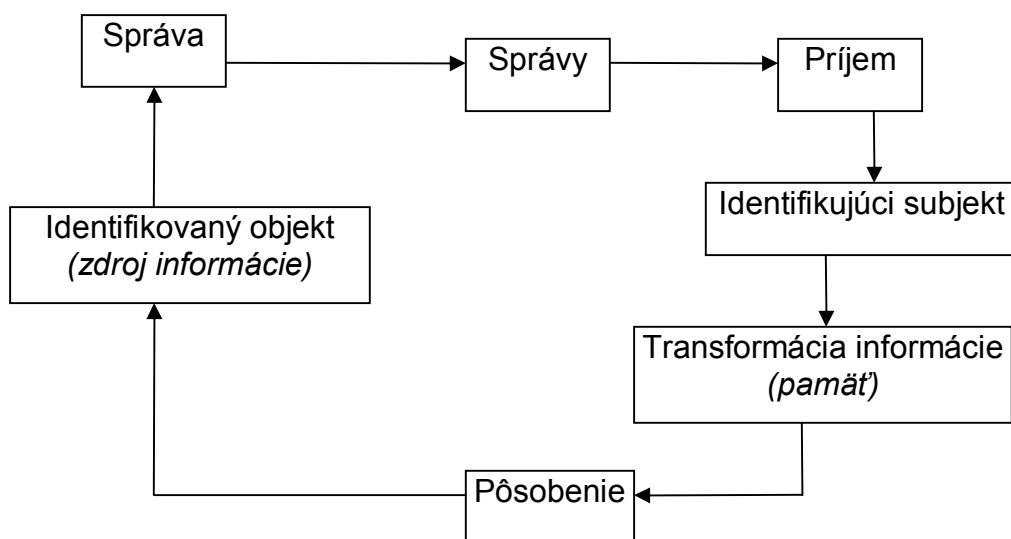 Správa
Správy
Príjem
Identifikujúci subjekt
Identifikovaný objekt
(zdroj informácie)
Transformácia informácie
(pamäť)
Pôsobenie